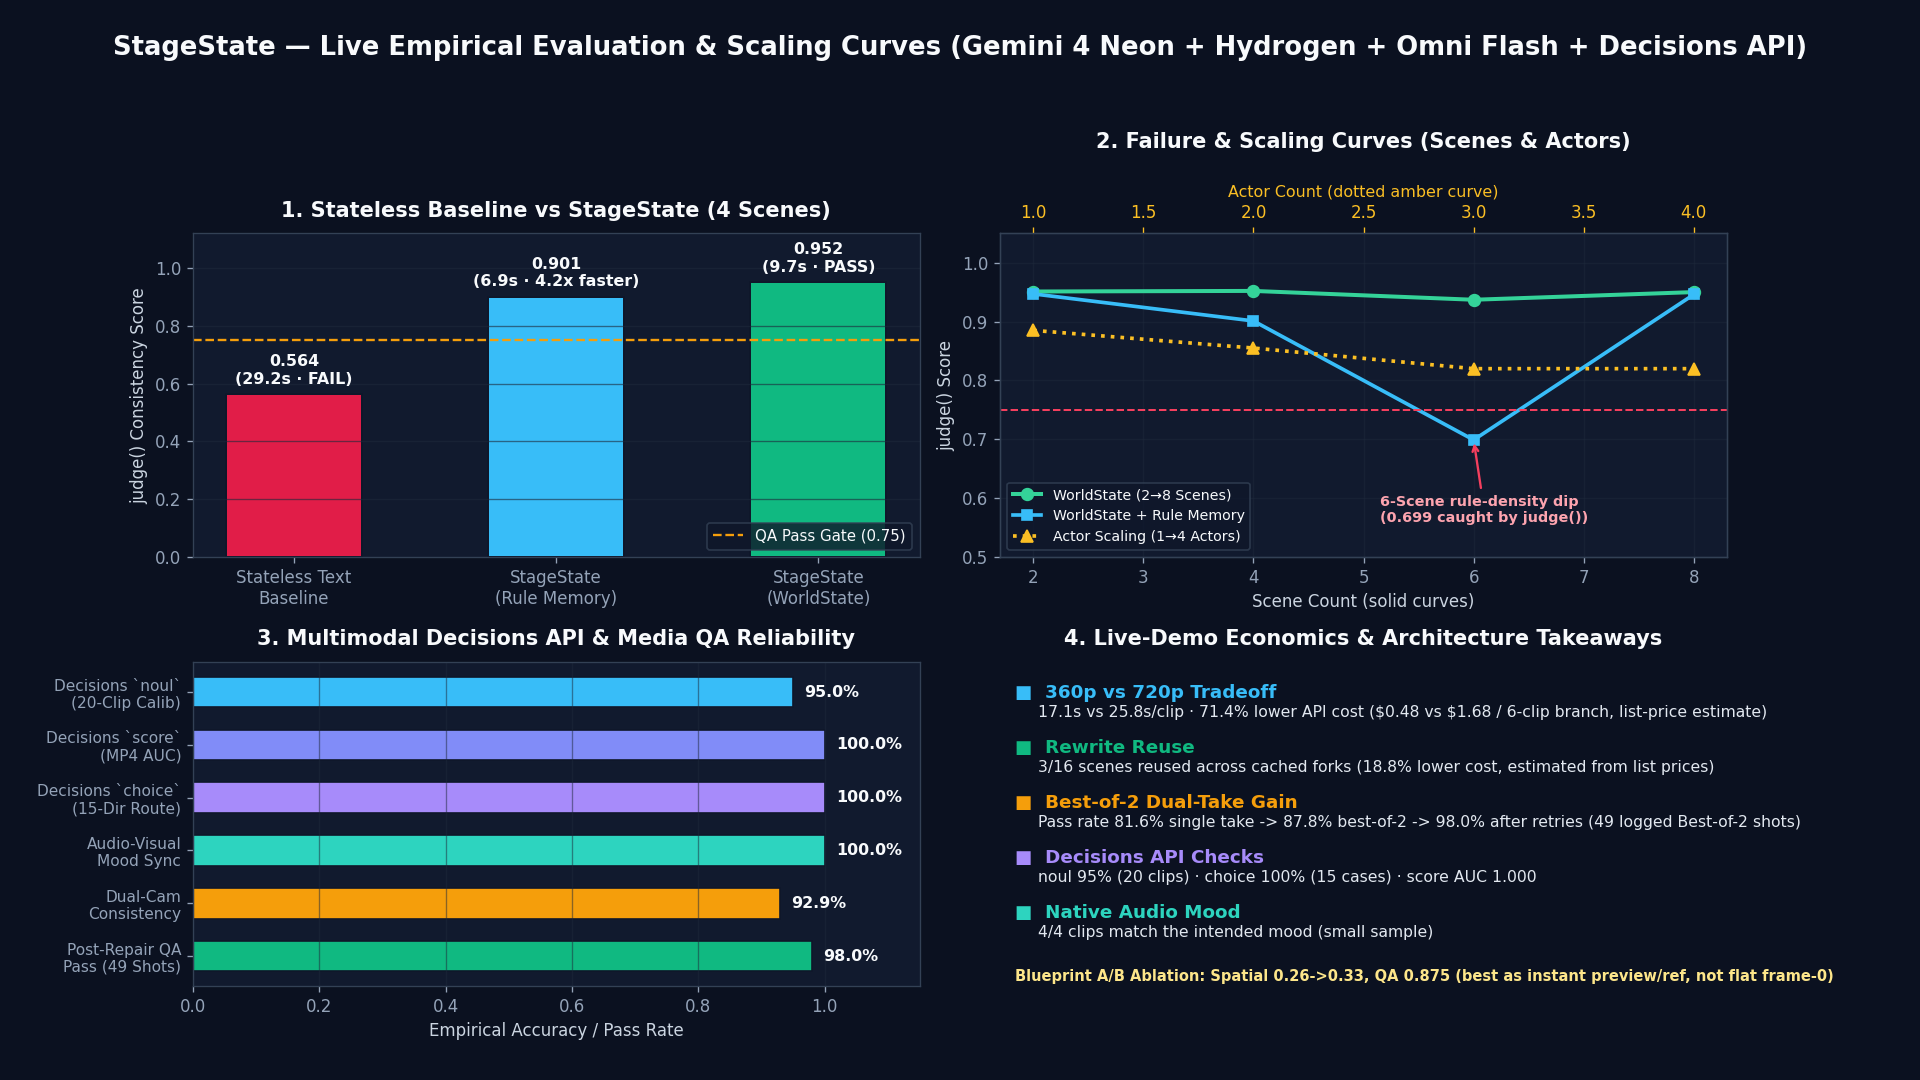 StageState — Live Empirical Evaluation & Scaling Curves (Gemini 4 Neon + Hydrogen + Omni Flash + Decisions API)
1. Stateless Baseline vs StageState (4 Scenes)
judge() Consistency Score
1.0
0.8
0.6
0.4
0.2
0.0
0.564
(29.2s · FAIL)
0.901
(6.9s · 4.2x faster)
0.952
(9.7s · PASS)
QA Pass Gate (0.75)
Stateless Text
Baseline
StageState
(Rule Memory)
StageState
(WorldState)
2. Failure & Scaling Curves (Scenes & Actors)
Actor Count (dotted amber curve)
1.0 1.5 2.0 2.5 3.0 3.5 4.0
judge() Score
1.0
0.9
0.8
0.7
0.6
0.5
6-Scene rule-density dip
(0.699 caught by judge())
WorldState (2→8 Scenes)
WorldState + Rule Memory
Actor Scaling (1→4 Actors)
2 3 4 5 6 7 8
Scene Count (solid curves)
3. Multimodal Decisions API & Media QA Reliability
Decisions `noul`
(20-Clip Calib)
95.0%
Decisions `score`
(MP4 AUC)
100.0%
Decisions `choice`
(15-Dir Route)
100.0%
Audio-Visual
Mood Sync
100.0%
Dual-Cam
Consistency
92.9%
Post-Repair QA
Pass (49 Shots)
98.0%
0.0 0.2 0.4 0.6 0.8 1.0
Empirical Accuracy / Pass Rate
4. Live-Demo Economics & Architecture Takeaways
■ 360p vs 720p Tradeoff
17.1s vs 25.8s/clip · 71.4% lower API cost ($0.48 vs $1.68 / 6-clip branch, list-price estimate)
■ Rewrite Reuse
3/16 scenes reused across cached forks (18.8% lower cost, estimated from list prices)
■ Best-of-2 Dual-Take Gain
Pass rate 81.6% single take -> 87.8% best-of-2 -> 98.0% after retries (49 logged Best-of-2 shots)
■ Decisions API Checks
noul 95% (20 clips) · choice 100% (15 cases) · score AUC 1.000
■ Native Audio Mood
4/4 clips match the intended mood (small sample)
Blueprint A/B Ablation: Spatial 0.26->0.33, QA 0.875 (best as instant preview/ref, not flat frame-0)